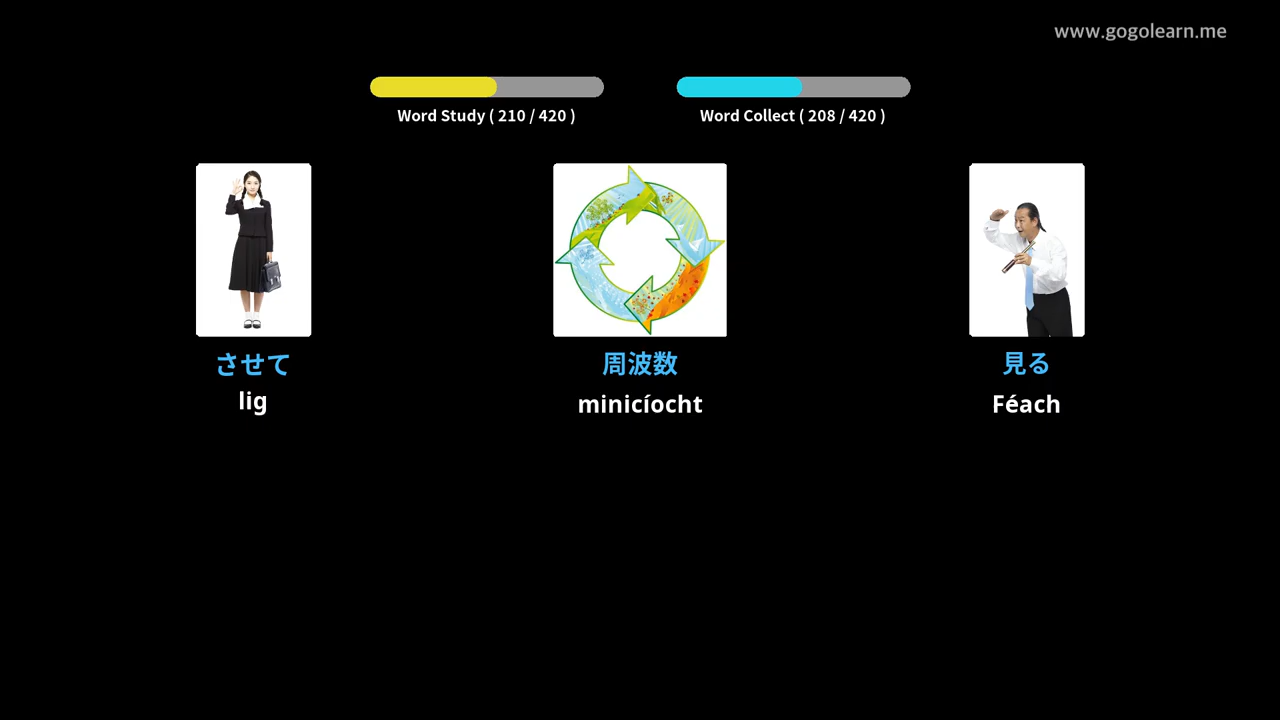 www.gogolearn.me
Word Study ( 210 / 420 )
Word Collect ( 208 / 420 )
させて
lig
周波数
minicíocht
見る
Féach